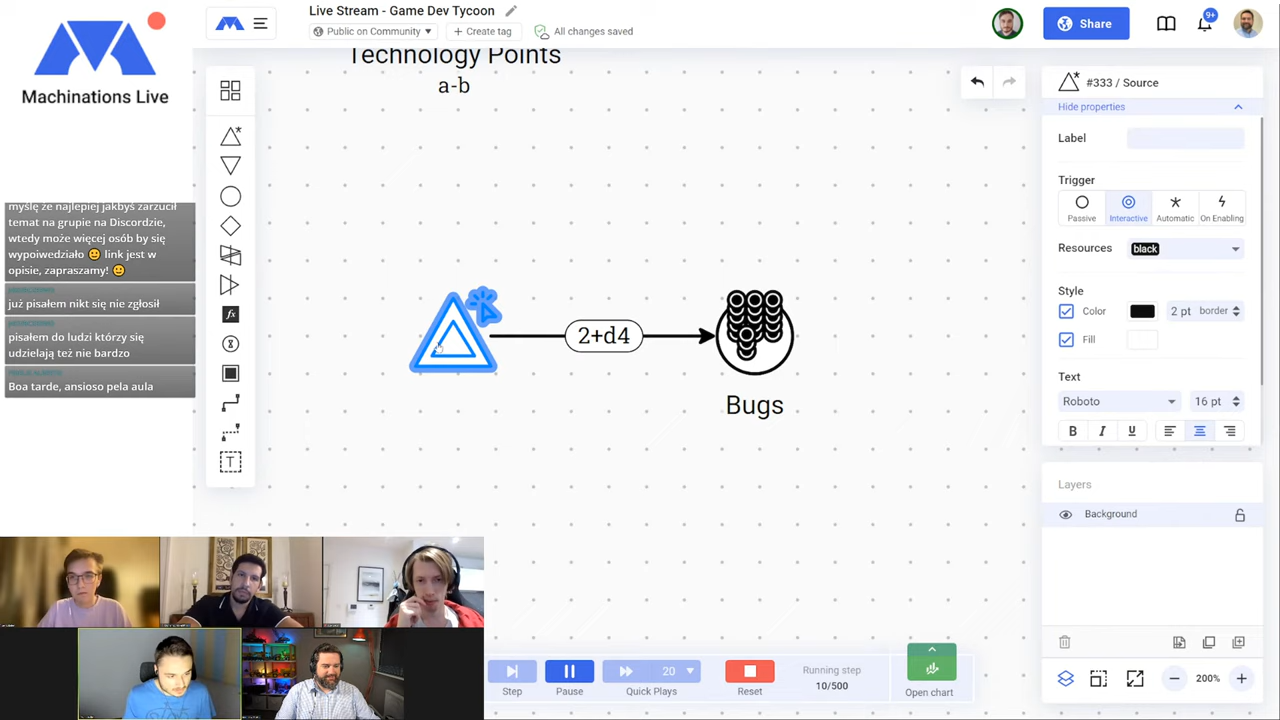 Machinations Live
myślę że najlepiej jakbyś zarzucił
temat na grupie na Discordzie,
wtedy może więcej osób by się
wypoiwedziało 🙂 link jest w
opisie, zapraszamy! 🙂
już pisałem nikt się nie zgłosił
pisałem do ludzi którzy się
udzielają też nie bardzo
Boa tarde, ansioso pela aula
Live Stream - Game Dev Tycoon
Public on Community
+ Create tag
All changes saved
Share
9+
Technology Points
a-b
2+d4
Bugs
fx
T
#333 / Source
Hide properties
Label
Trigger
Passive
Interactive
Automatic
On Enabling
Resources
black
Style
Color
2 pt
border
Fill
Text
Roboto
16 pt
B
I
U
Layers
Background
200%
Step
Pause
20
Quick Plays
Reset
Running step
10/500
Open chart